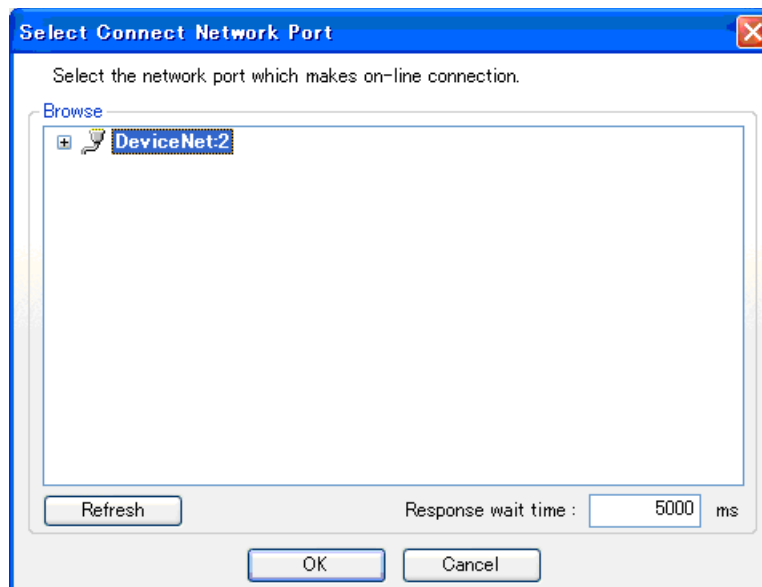 Select Connect Network Port
Select the network port which makes on-line connection.
Browse
DeviceNet:2
Refresh
Response wait time :
5000
ms
OK
Cancel